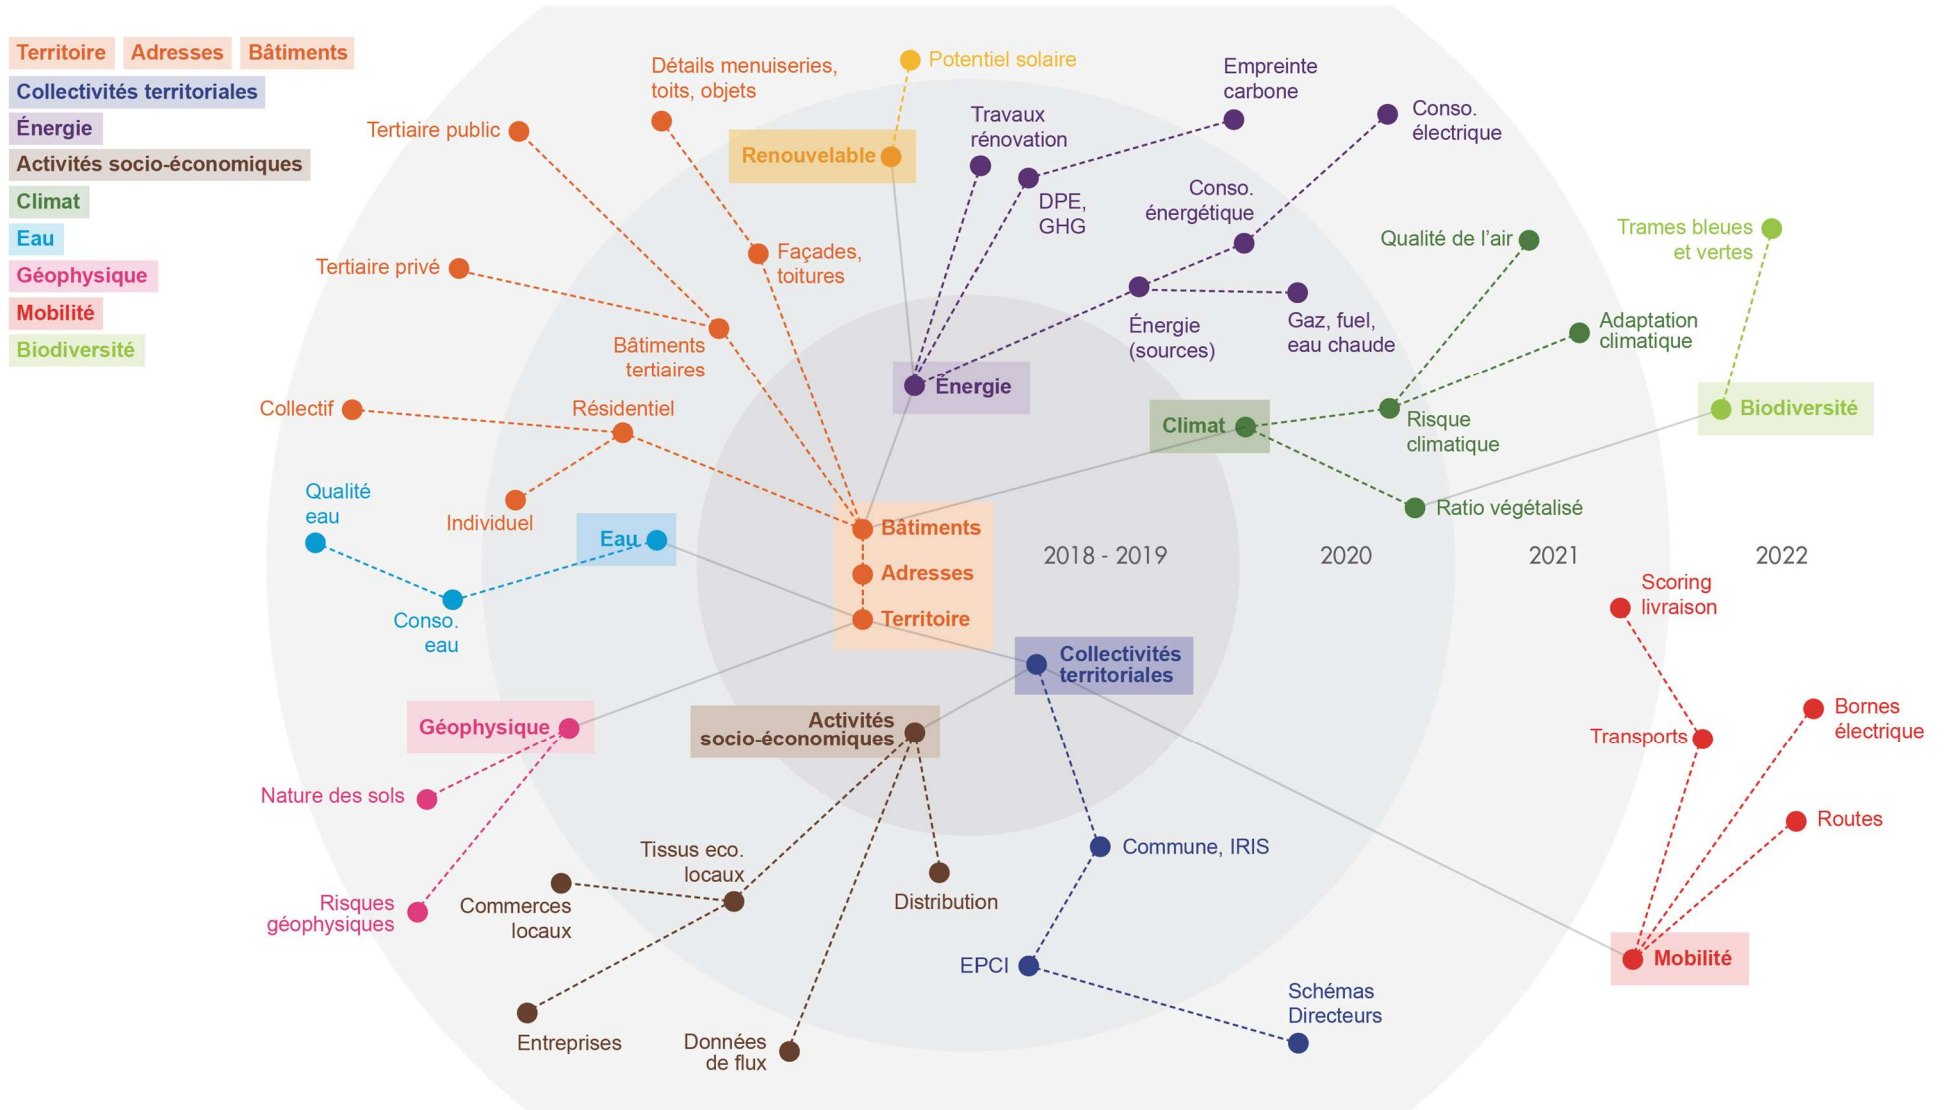 Territoire Adresses Bâtiments
Collectivités territoriales
Énergie
Activités socio-économiques
Climat
Eau
Géophysique
Mobilité
Biodiversité
Potentiel solaire
Détails menuiseries,
toits, objets
Empreinte
carbone
Travaux
rénovation
Conso.
électrique
Tertiaire public
Renouvelable
DPE,
GHG
Conso.
énergétique
Qualité de l'air
Trames bleues
et vertes
Façades,
toitures
Tertiaire privé
Bâtiments
tertiaires
Énergie
(sources)
Gaz, fuel,
eau chaude
Adaptation
climatique
Énergie
Collectif
Résidentiel
Climat
Risque
climatique
Biodiversité
Qualité
eau
Individuel
Ratio végétalisé
Eau
Bâtiments
Adresses
Territoire
2018 - 2019
2020
2021
2022
Scoring
livraison
Conso.
eau
Collectivités
territoriales
Géophysique
Activités
socio-économiques
Transports
Bornes
électrique
Nature des sols
Routes
Tissus eco.
locaux
Commune, IRIS
Risques
géophysiques
Commerces
locaux
Distribution
EPCI
Mobilité
Schémas
Directeurs
Entreprises
Données
de flux